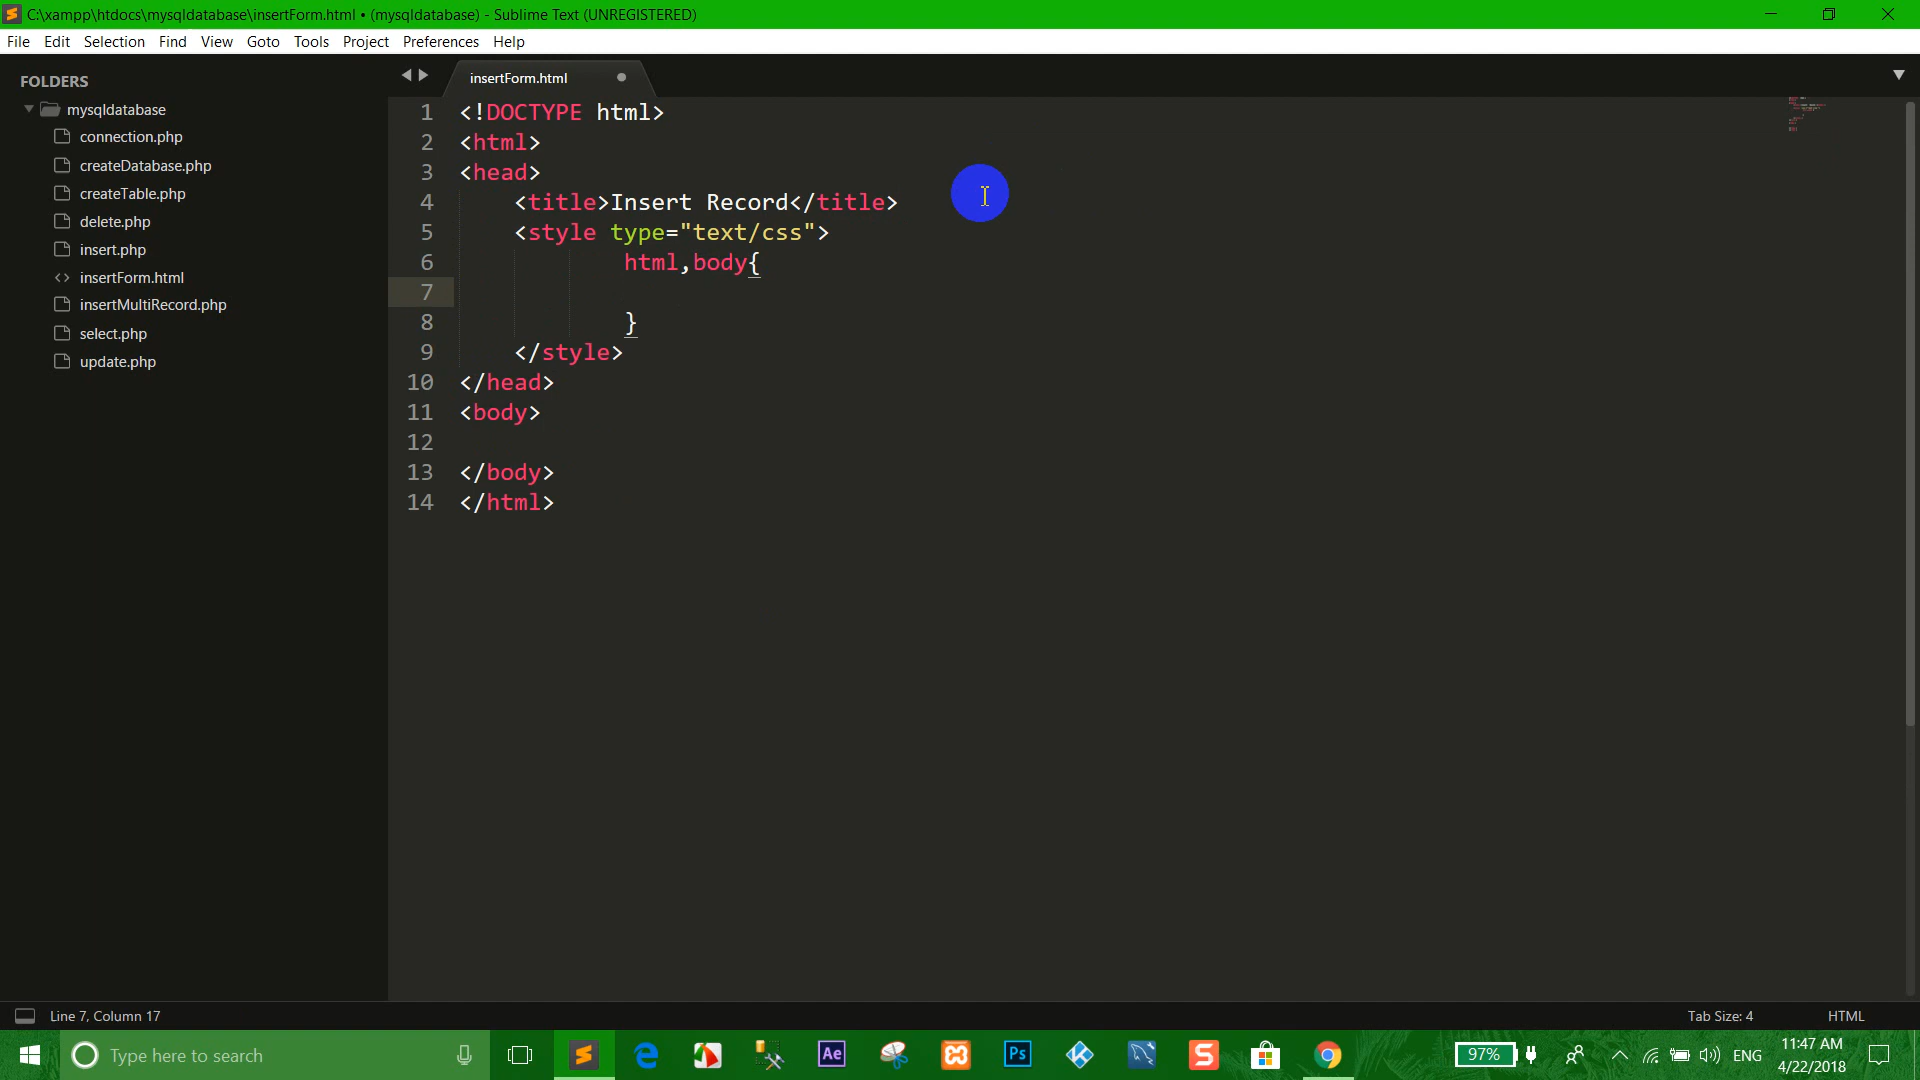 C:\xampp\htdocs\mysqldatabase\insertForm.html • (mysqldatabase) - Sublime Text (UNREGISTERED)
File Edit Selection Find View Goto Tools Project Preferences Help
FOLDERS
mysqldatabase
connection.php
createDatabase.php
createTable.php
delete.php
insert.php
insertForm.html
insertMultiRecord.php
select.php
update.php
insertForm.html
1 <!DOCTYPE html>
2 <html>
3 <head>
4 <title>Insert Record</title>
5 <style type="text/css">
6 html,body{
7
8 }
9 </style>
10 </head>
11 <body>
12
13 </body>
14 </html>
Line 7, Column 17
Tab Size: 4
HTML
Type here to search
Ae
Ps
S
97%
ENG
11:47 AM
4/22/2018